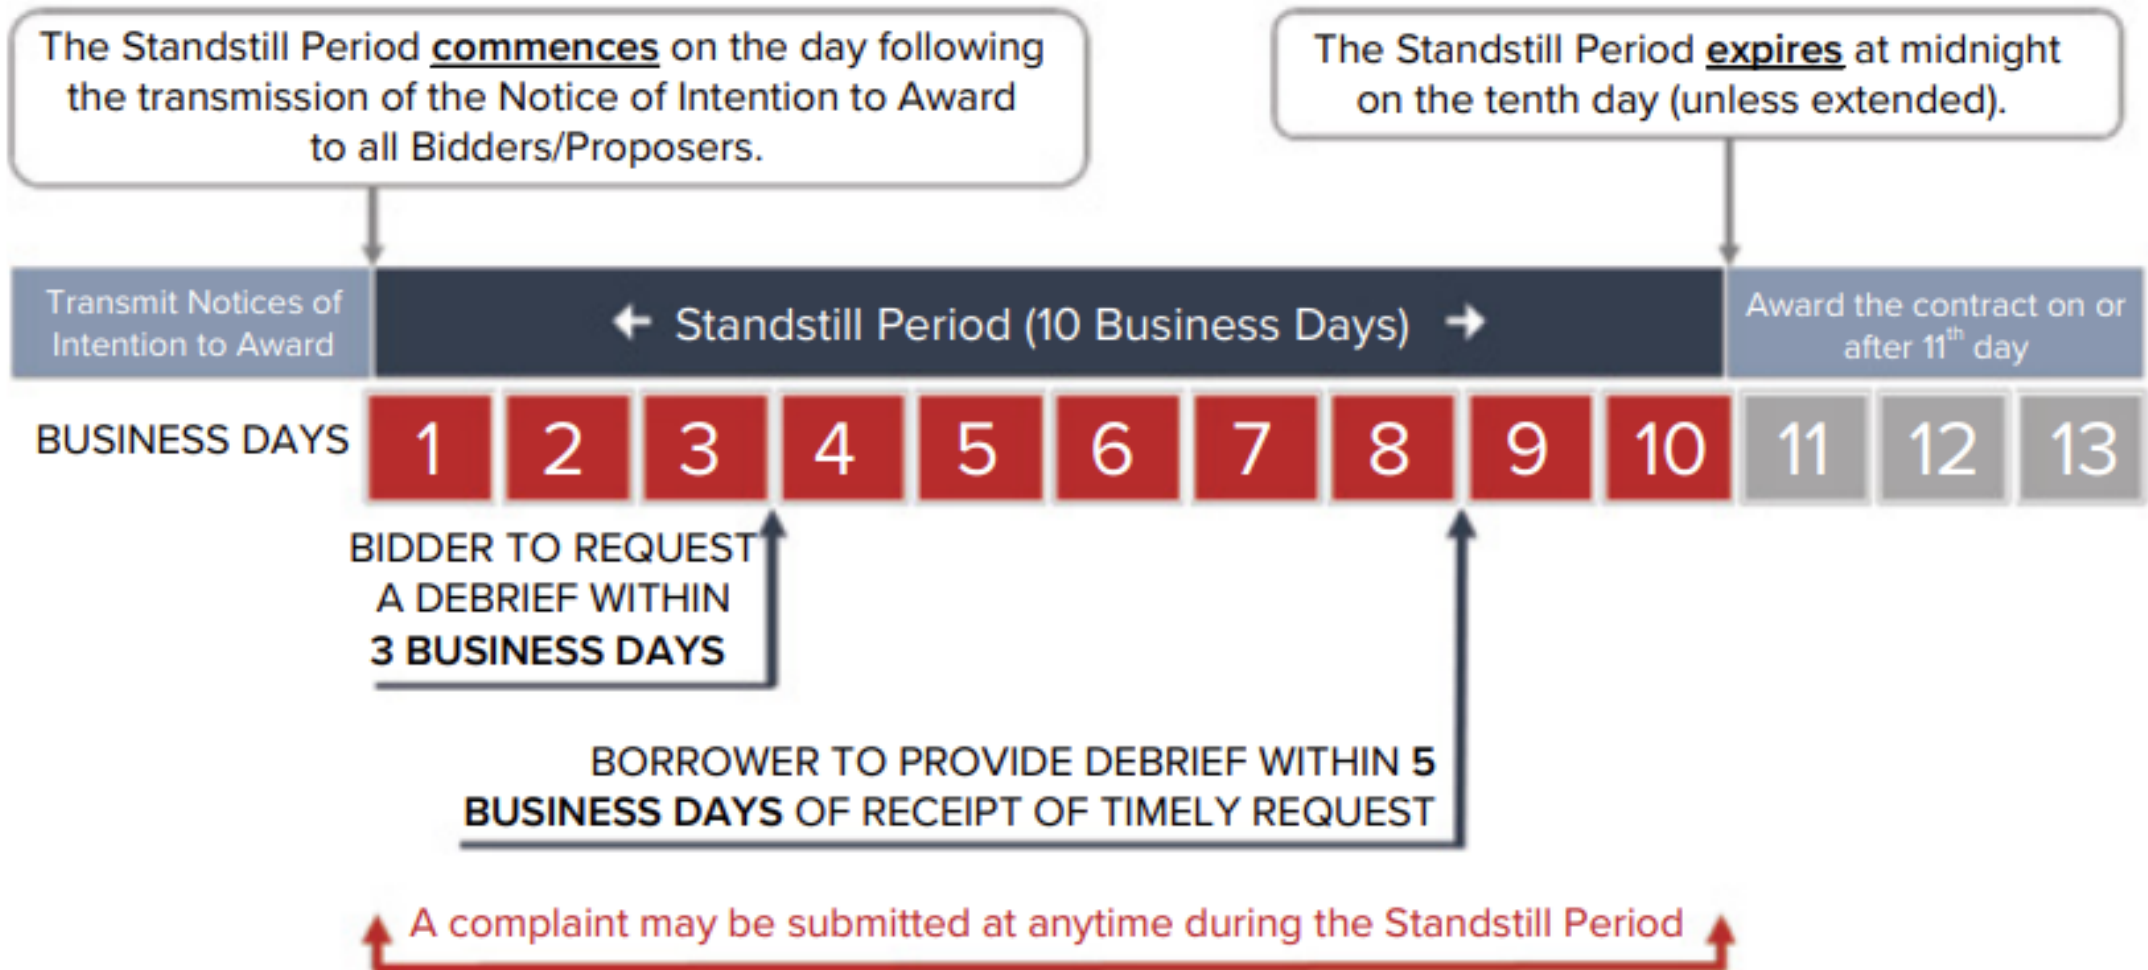 The Standstill Period commences on the day following
the transmission of the Notice of Intention to Award
to all Bidders/Proposers.
The Standstill Period expires at midnight
on the tenth day (unless extended).
Transmit Notices of
Intention to Award
← Standstill Period (10 Business Days) →
Award the contract on or
after 11th day
BUSINESS DAYS 1 2 3 4 5 6 7 8 9 10 11 12 13
BIDDER TO REQUEST
A DEBRIEF WITHIN
3 BUSINESS DAYS
BORROWER TO PROVIDE DEBRIEF WITHIN 5
BUSINESS DAYS OF RECEIPT OF TIMELY REQUEST
A complaint may be submitted at anytime during the Standstill Period